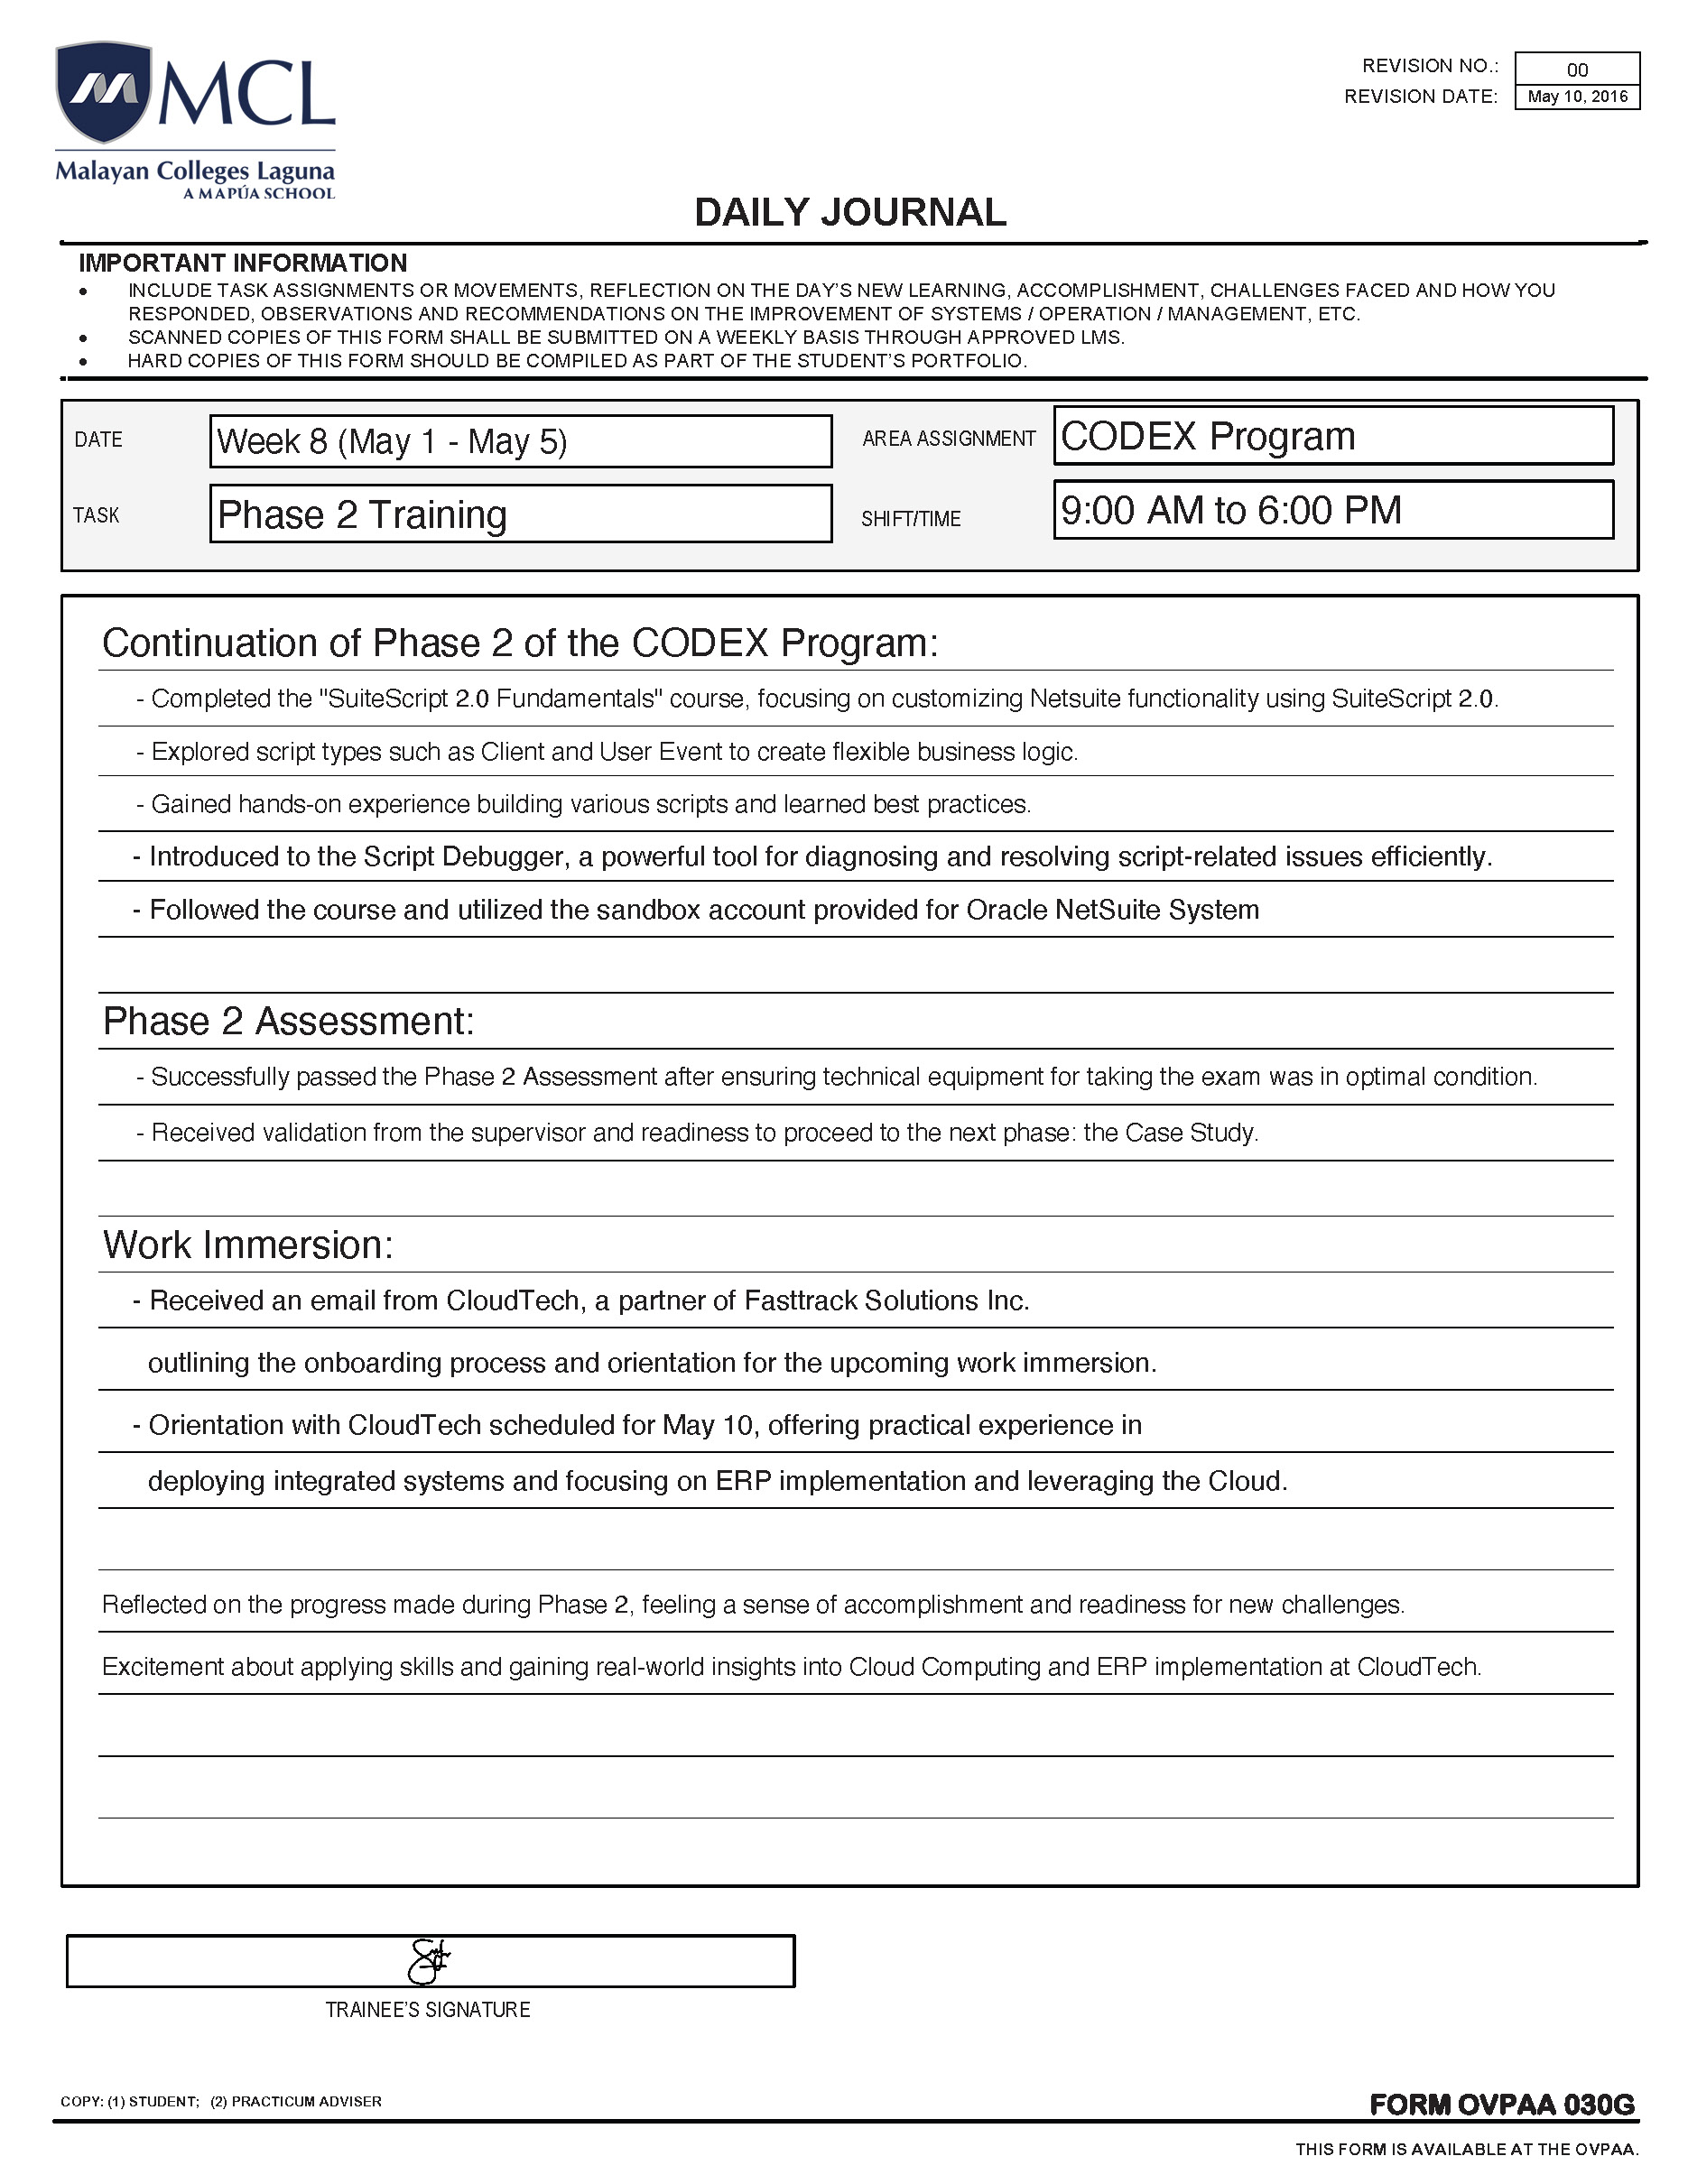 MCL
Malayan Colleges Laguna
A MAPÚA SCHOOL
REVISION NO.: 00
REVISION DATE: May 10, 2016
DAILY JOURNAL
IMPORTANT INFORMATION
• INCLUDE TASK ASSIGNMENTS OR MOVEMENTS, REFLECTION ON THE DAY’S NEW LEARNING, ACCOMPLISHMENT, CHALLENGES FACED AND HOW YOU
RESPONDED, OBSERVATIONS AND RECOMMENDATIONS ON THE IMPROVEMENT OF SYSTEMS / OPERATION / MANAGEMENT, ETC.
• SCANNED COPIES OF THIS FORM SHALL BE SUBMITTED ON A WEEKLY BASIS THROUGH APPROVED LMS.
• HARD COPIES OF THIS FORM SHOULD BE COMPILED AS PART OF THE STUDENT’S PORTFOLIO.
DATE Week 8 (May 1 - May 5) AREA ASSIGNMENT CODEX Program
TASK Phase 2 Training SHIFT/TIME 9:00 AM to 6:00 PM
Continuation of Phase 2 of the CODEX Program:
- Completed the "SuiteScript 2.0 Fundamentals" course, focusing on customizing Netsuite functionality using SuiteScript 2.0.
- Explored script types such as Client and User Event to create flexible business logic.
- Gained hands-on experience building various scripts and learned best practices.
- Introduced to the Script Debugger, a powerful tool for diagnosing and resolving script-related issues efficiently.
- Followed the course and utilized the sandbox account provided for Oracle NetSuite System
Phase 2 Assessment:
- Successfully passed the Phase 2 Assessment after ensuring technical equipment for taking the exam was in optimal condition.
- Received validation from the supervisor and readiness to proceed to the next phase: the Case Study.
Work Immersion:
- Received an email from CloudTech, a partner of Fasttrack Solutions Inc.
outlining the onboarding process and orientation for the upcoming work immersion.
- Orientation with CloudTech scheduled for May 10, offering practical experience in
deploying integrated systems and focusing on ERP implementation and leveraging the Cloud.
Reflected on the progress made during Phase 2, feeling a sense of accomplishment and readiness for new challenges.
Excitement about applying skills and gaining real-world insights into Cloud Computing and ERP implementation at CloudTech.
TRAINEE’S SIGNATURE
COPY: (1) STUDENT; (2) PRACTICUM ADVISER
FORM OVPAA 030G
THIS FORM IS AVAILABLE AT THE OVPAA.